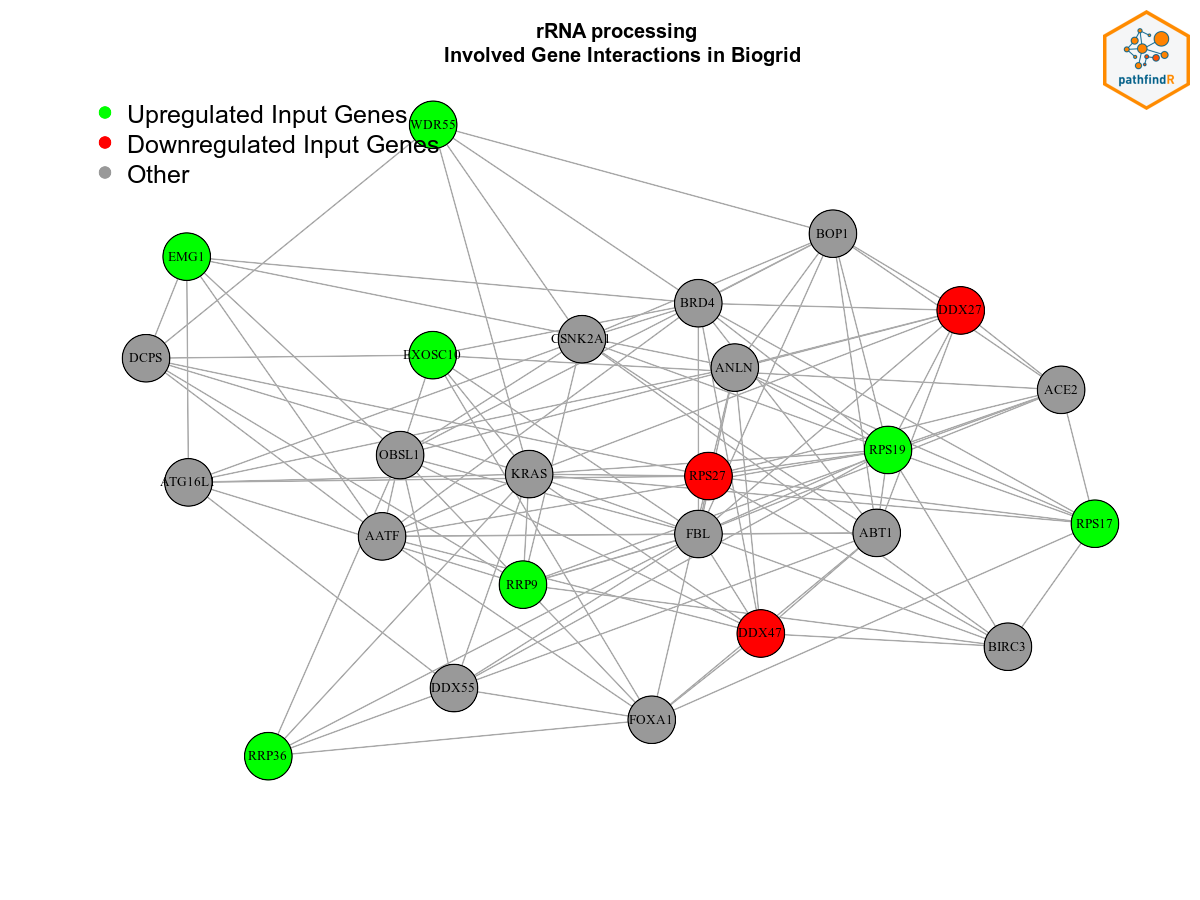 rRNA processing
Involved Gene Interactions in Biogrid
pathfindR
Upregulated Input Genes
Downregulated Input Genes
Other
WDR55
BOP1
EMG1
BRD4
DDX27
CSNK2A1
EXOSC10
DCPS
ANLN
ACE2
OBSL1
RPS19
KRAS
RPS27
ATG16L
RPS17
AATF
FBL
ABT1
RRP9
DDX47
BIRC3
DDX55
FOXA1
RRP36